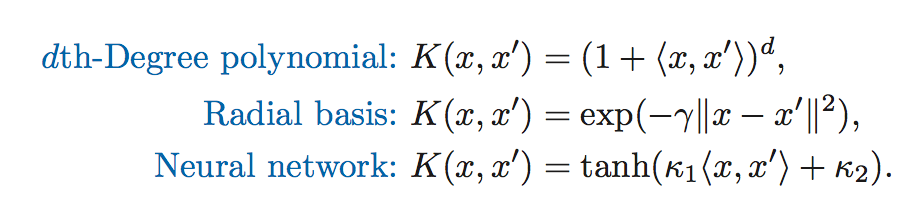 dth-Degree polynomial: K(x, x′) = (1 + ⟨x, x′⟩)ᵈ,
Radial basis: K(x, x′) = exp(−γ‖x − x′‖²),
Neural network: K(x, x′) = tanh(κ₁⟨x, x′⟩ + κ₂).